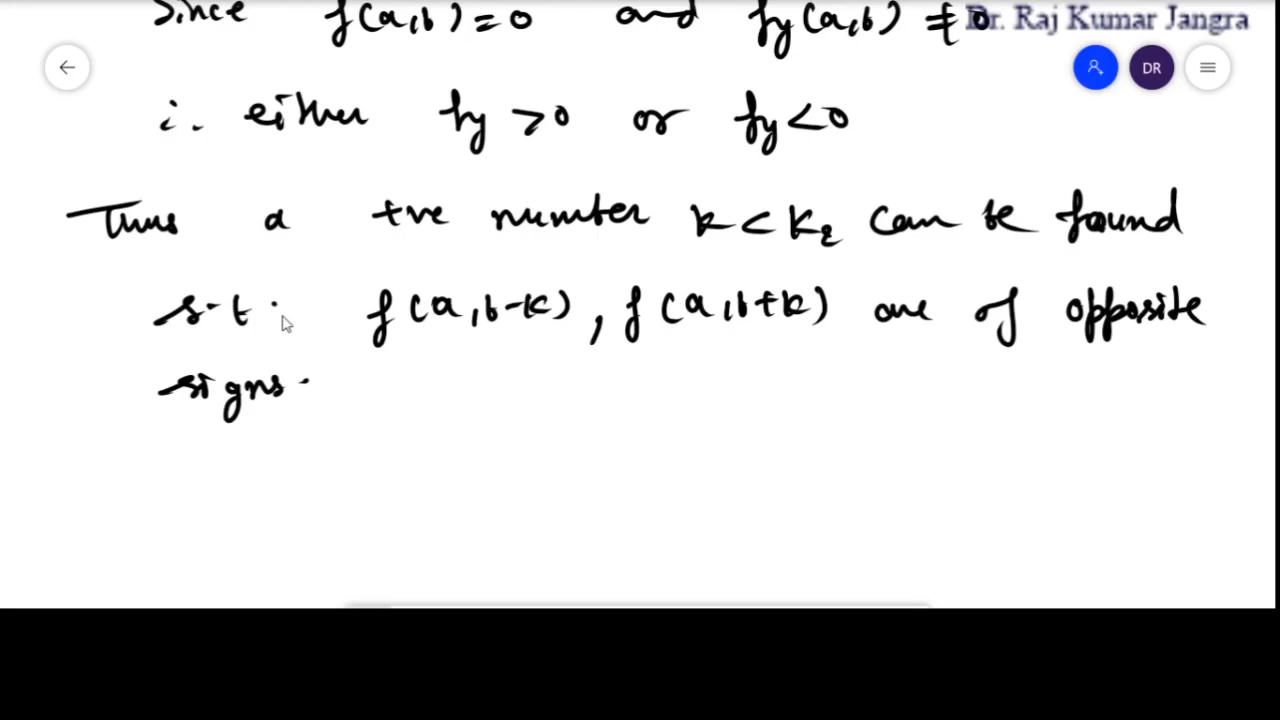 Since f(a,b)=0 and fy(a,b) ≠ 0
Dr. Raj Kumar Jangra
DR
∴ either fy >0 or fy<0
Thus a +ve number k < k2 can be found
s.t. f(a,b-k), f(a,b+k) are of opposite
signs.